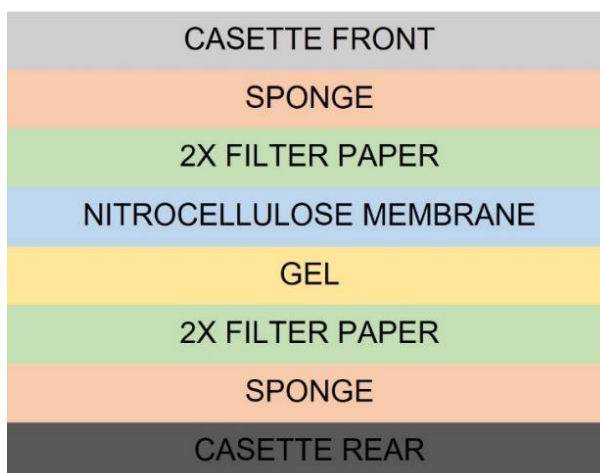 CASETTE FRONT
SPONGE
2X FILTER PAPER
NITROCELLULOSE MEMBRANE
GEL
2X FILTER PAPER
SPONGE
CASETTE REAR